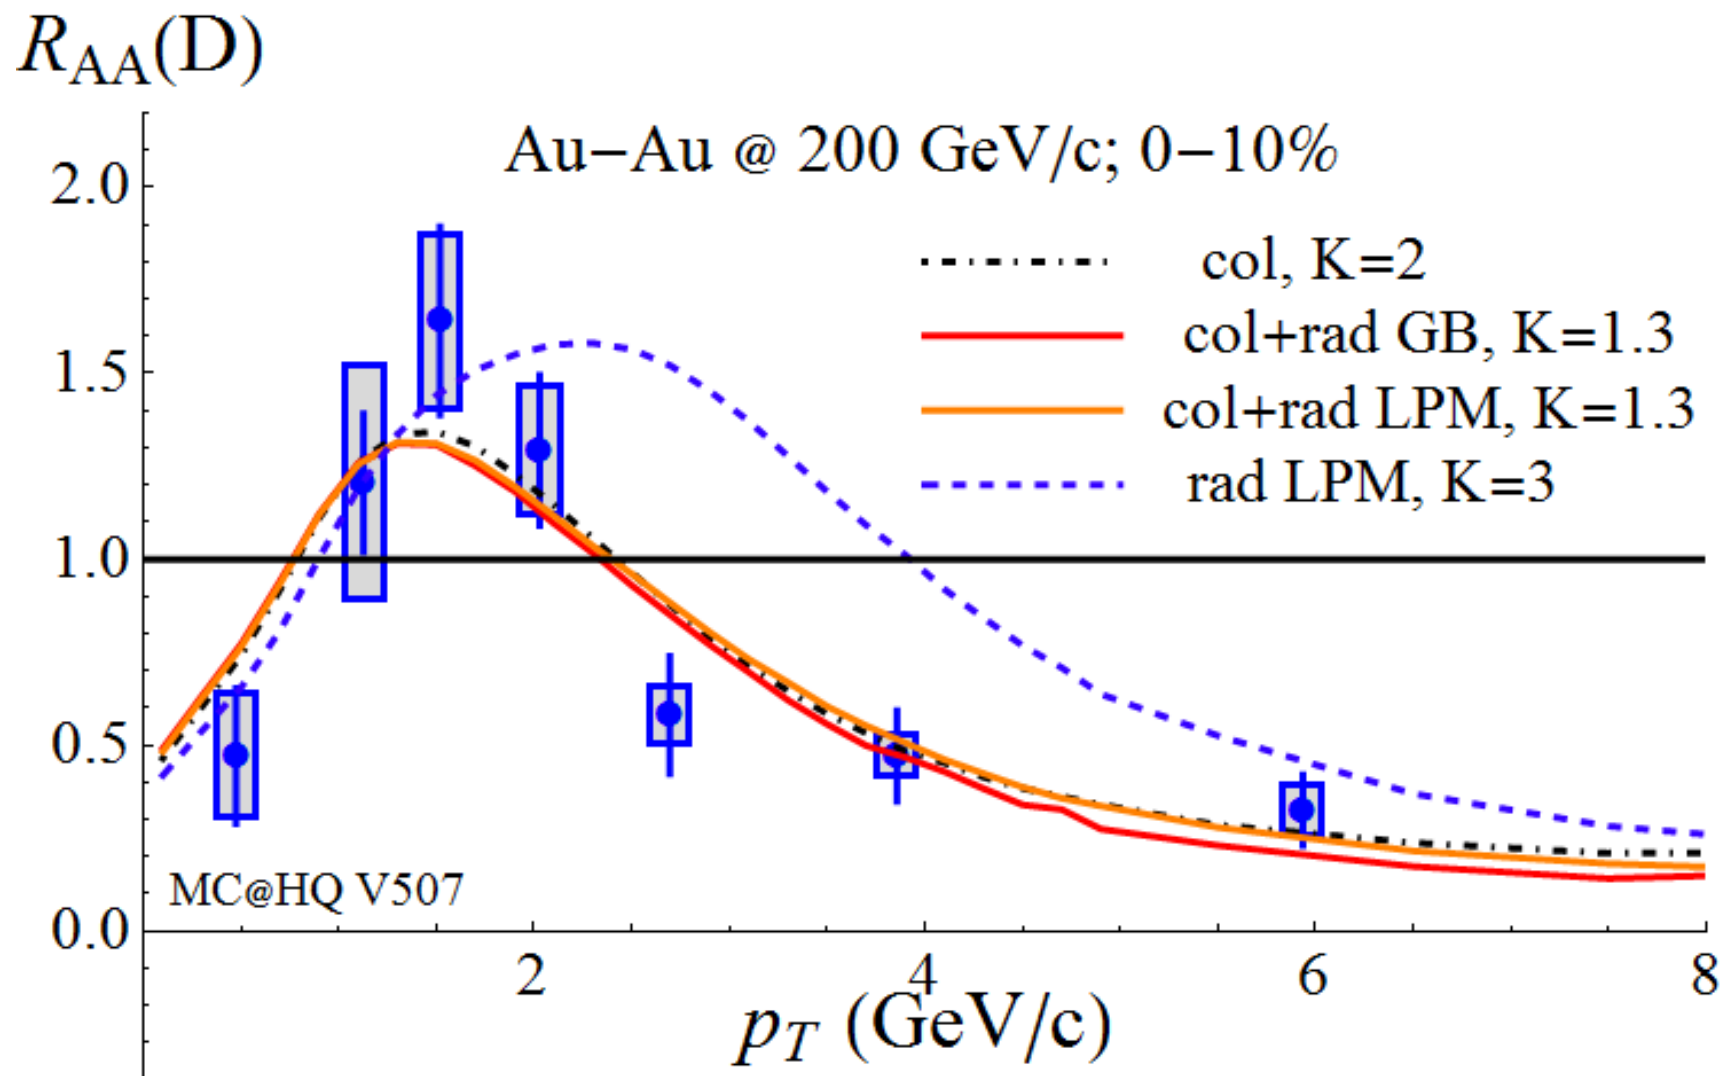 R_AA(D)
Au−Au @ 200 GeV/c; 0−10%
2.0
col, K=2
col+rad GB, K=1.3
1.5
col+rad LPM, K=1.3
rad LPM, K=3
1.0
0.5
MC@HQ V507
0.0
2 4 6 8
p_T (GeV/c)